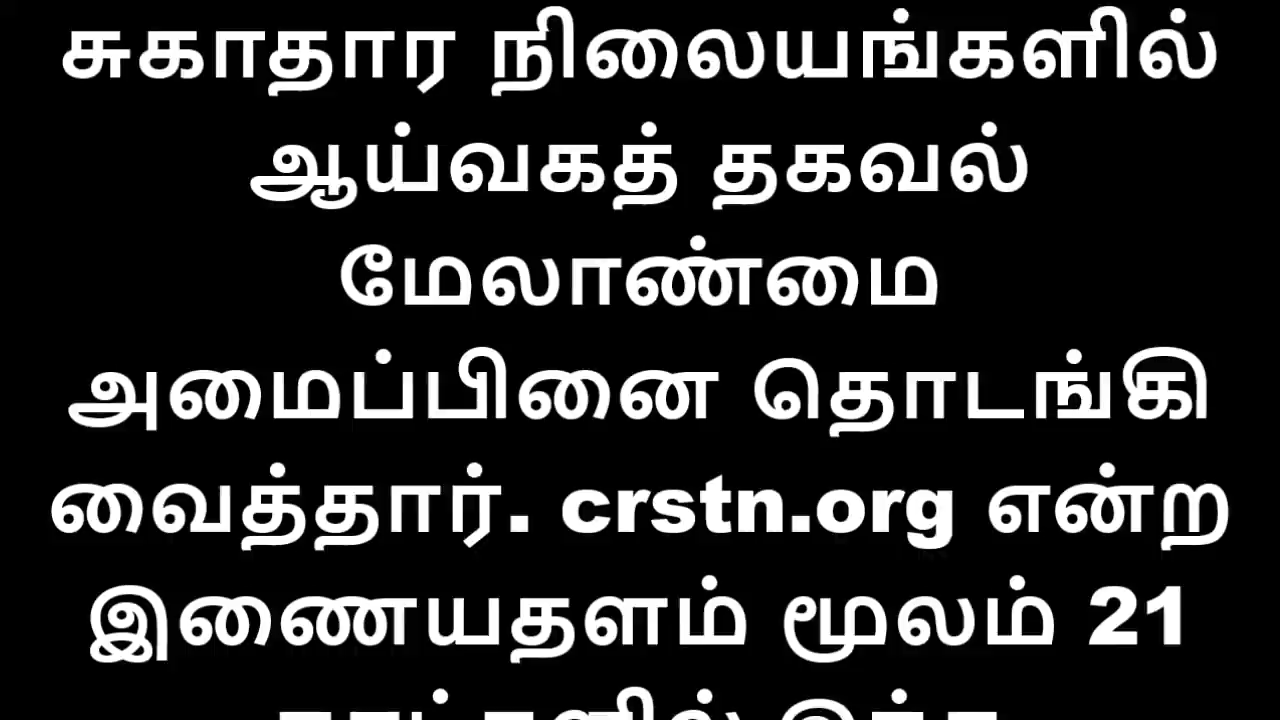 சுகாதார நிலையங்களில்
ஆய்வகத் தகவல்
மேலாண்மை
அமைப்பினை தொடங்கி
வைத்தார். crstn.org என்ற
இணையதளம் மூலம் 21